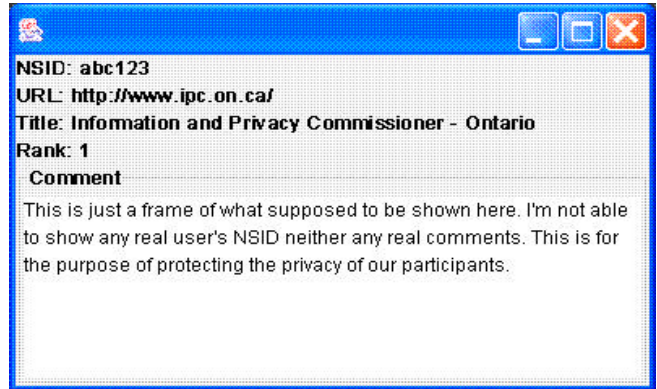 NSID: abc123
URL: http://www.ipc.on.ca/
Title: Information and Privacy Commissioner - Ontario
Rank: 1
Comment
This is just a frame of what supposed to be shown here. I'm not able
to show any real user's NSID neither any real comments. This is for
the purpose of protecting the privacy of our participants.